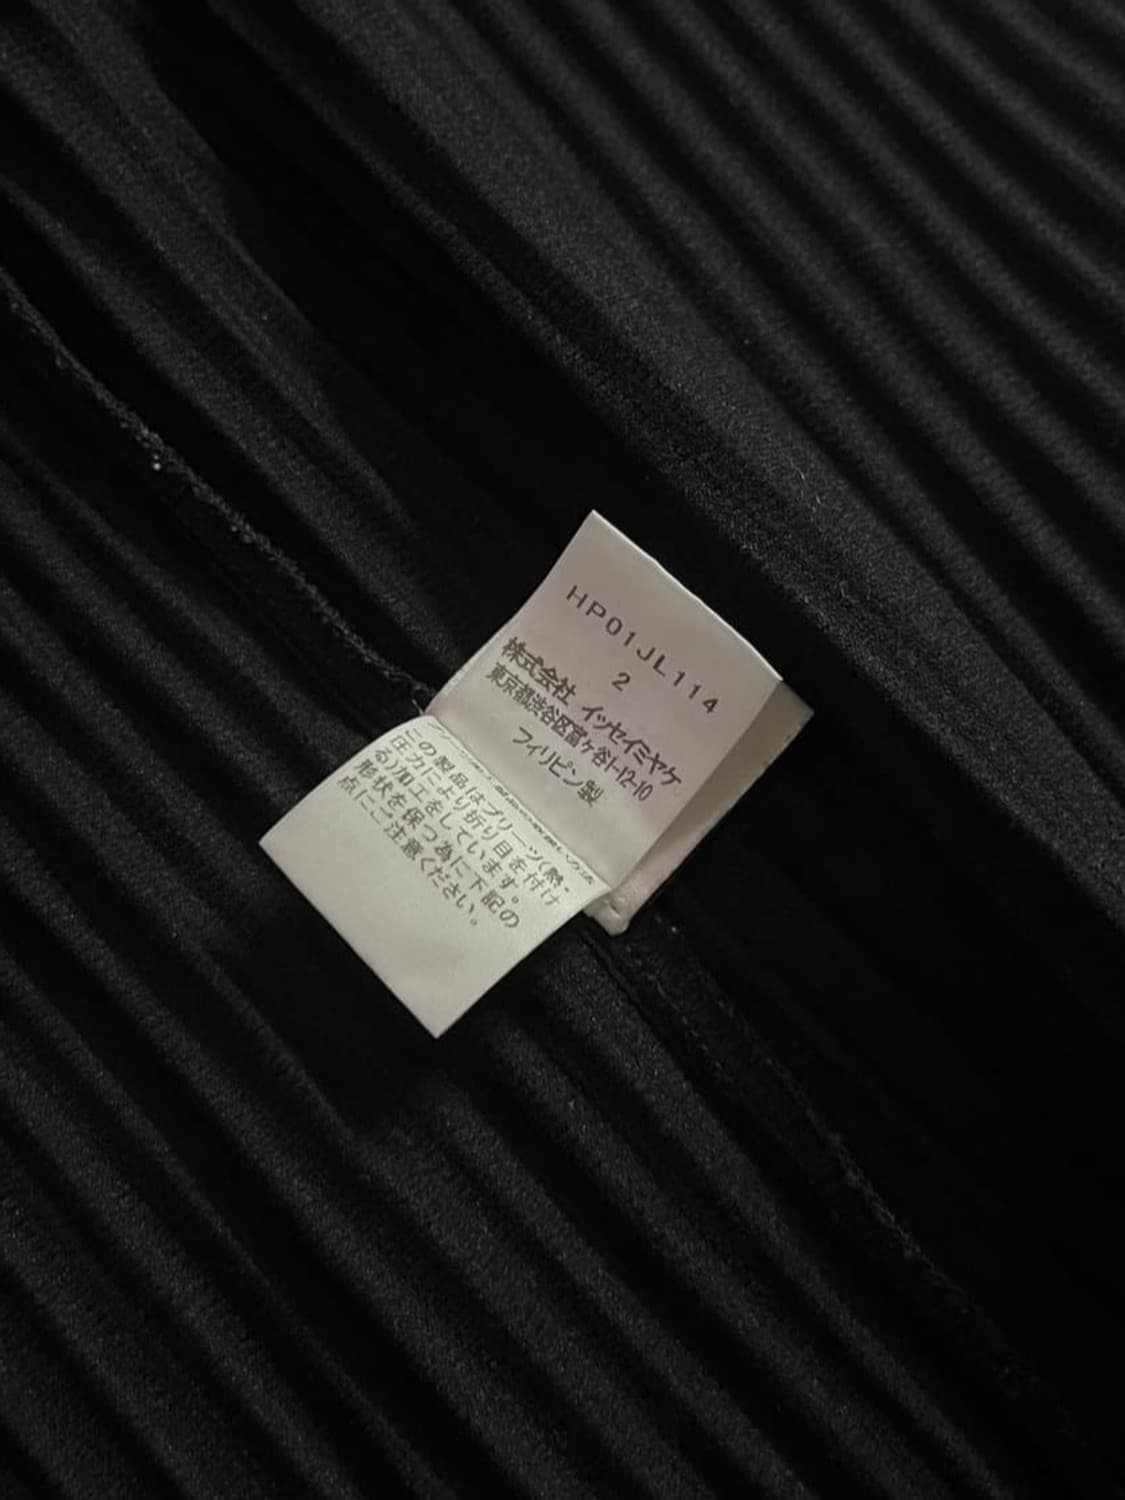 HP01JL114
2
株式会社 イッセイミヤケ
東京都渋谷区富ヶ谷1-12-10
フィリピン製
この製品はプリーツ(熱・
圧力により折り目を付け
る)加工をしています。
形状を保つ為に下記の
点にご注意ください。